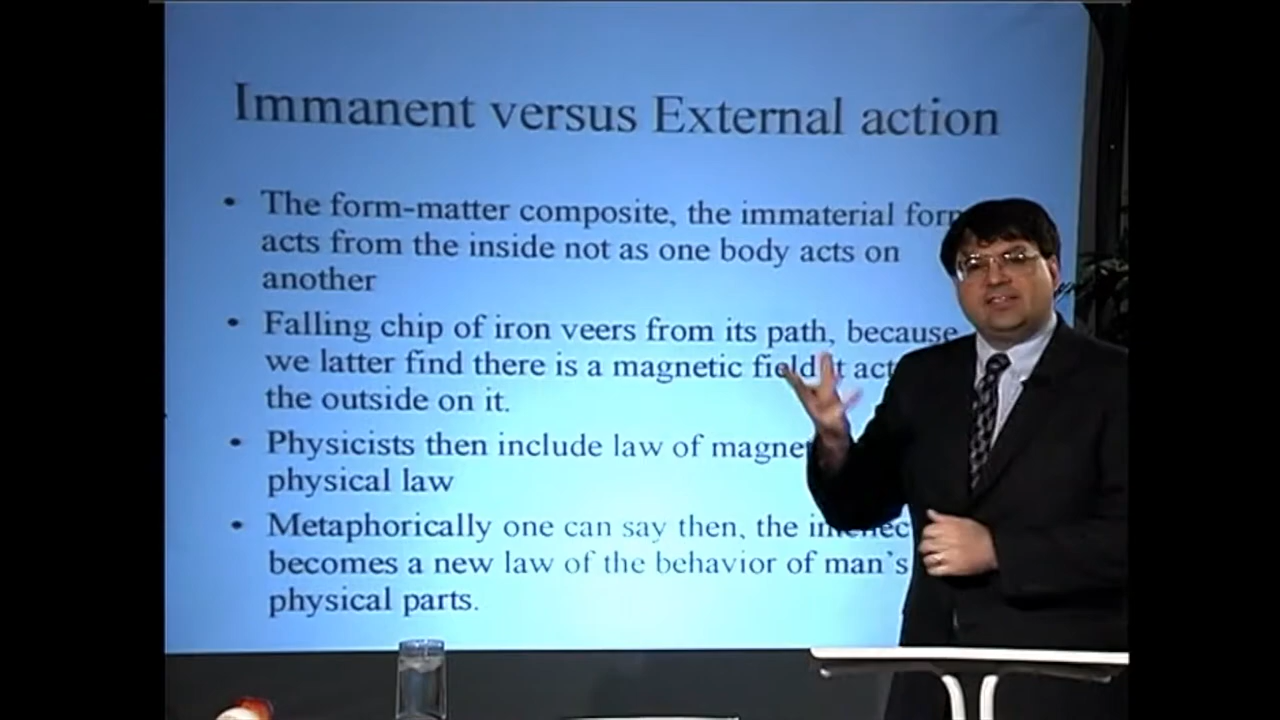 Immanent versus External action
• The form-matter composite, the immaterial form
acts from the inside not as one body acts on
another
• Falling chip of iron veers from its path, because
we latter find there is a magnetic field it
the outside on it.
• Physicists then include law of
physical law
• Metaphorically one can say then, the
becomes a new law of the behavior of man's
physical parts.